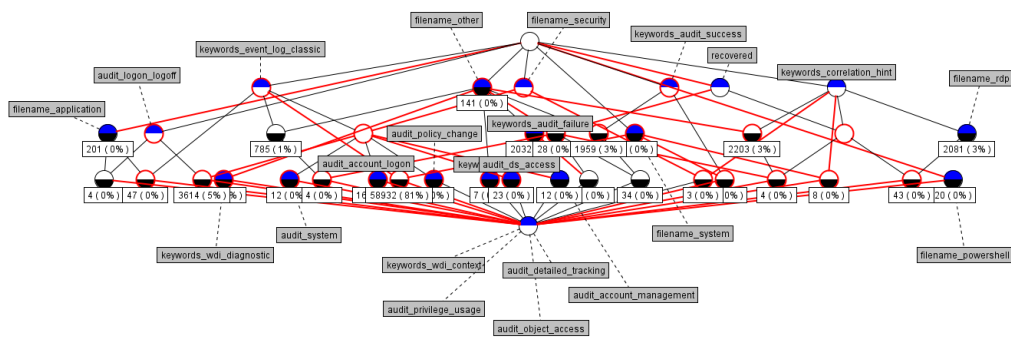 filename_other
filename_security
keywords_event_log_classic
keywords_audit_success
recovered
audit_logon_logoff
keywords_correlation_hint
filename_rdp
filename_application
141 (0%)
keywords_audit_failure
audit_policy_change
201 (0%)
785 (1%)
2032
28 (0%)
1959 (3%)
(0%)
2203 (3%)
2081 (3%)
audit_account_logon
audit_ds_access
4 (0%)
47 (0%)
3614 (5%)
12 (0%)
4 (0%)
58932 (81%)
23 (0%)
12 (0%)
(0%)
34 (0%)
3 (0%)
4 (0%)
8 (0%)
43 (0%)
20 (0%)
audit_system
filename_system
keywords_wdi_diagnostic
filename_powershell
keywords_wdi_context
audit_detailed_tracking
audit_account_management
audit_privilege_usage
audit_object_access